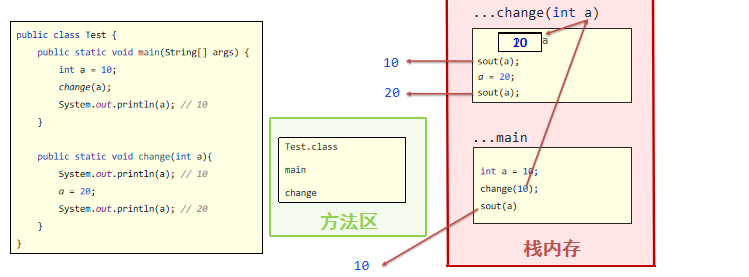 public class Test {
public static void main(String[] args) {
int a = 10;
change(a);
System.out.println(a); // 10
}
public static void change(int a){
System.out.println(a); // 10
a = 20;
System.out.println(a); // 20
}
}
Test.class
main
change
方法区
...change(int a)
a
10
sout(a);
a = 20;
20
sout(a);
...main
int a = 10;
change(10);
sout(a)
10
栈内存